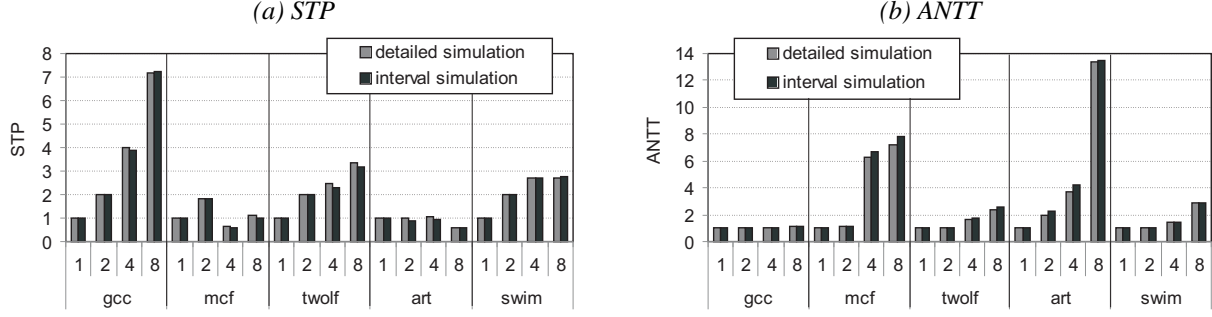 (a) STP
detailed simulation
interval simulation
STP
8
7
6
5
4
3
2
1
0
1 2 4 8 1 2 4 8 1 2 4 8 1 2 4 8 1 2 4 8
gcc mcf twolf art swim
(b) ANTT
detailed simulation
interval simulation
ANTT
14
12
10
8
6
4
2
0
1 2 4 8 1 2 4 8 1 2 4 8 1 2 4 8 1 2 4 8
gcc mcf twolf art swim